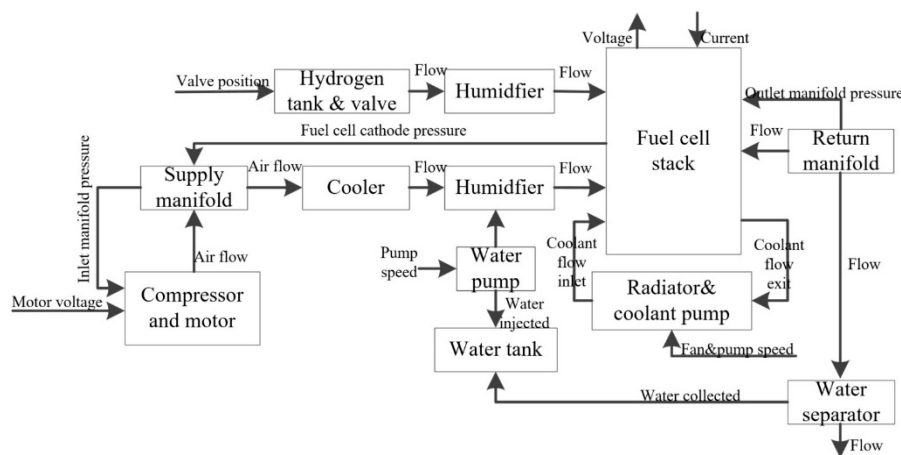 Voltage
Current
Valve position
Hydrogen
tank & valve
Flow
Humidfier
Flow
Outlet manifold pressure
Fuel cell cathode pressure
Fuel cell
stack
Flow
Return
manifold
Inlet manifold pressure
Supply
manifold
Air flow
Cooler
Flow
Humidfier
Flow
Air flow
Pump
speed
Water
pump
Coolant
flow
inlet
Coolant
flow
exit
Flow
Motor voltage
Compressor
and motor
Water
injected
Radiator&
coolant pump
Water tank
Fan&pump speed
Water collected
Water
separator
Flow